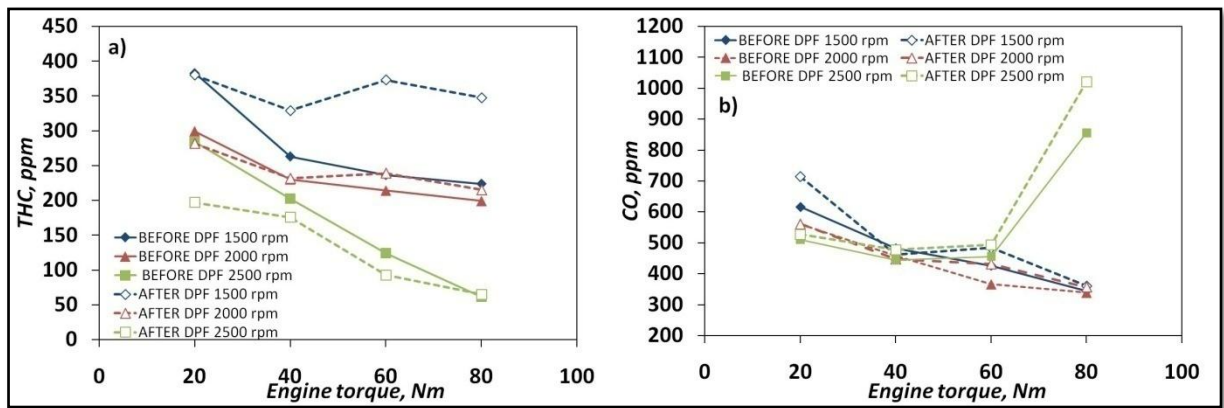 a)
THC, ppm
450
400
350
300
250
200
150
100
50
0
BEFORE DPF 1500 rpm
BEFORE DPF 2000 rpm
BEFORE DPF 2500 rpm
AFTER DPF 1500 rpm
AFTER DPF 2000 rpm
AFTER DPF 2500 rpm
0 20 40 60 80 100
Engine torque, Nm
b)
CO, ppm
1200
1100
1000
900
800
700
600
500
400
300
200
BEFORE DPF 1500 rpm AFTER DPF 1500 rpm
BEFORE DPF 2000 rpm AFTER DPF 2000 rpm
BEFORE DPF 2500 rpm AFTER DPF 2500 rpm
0 20 40 60 80 100
Engine torque, Nm